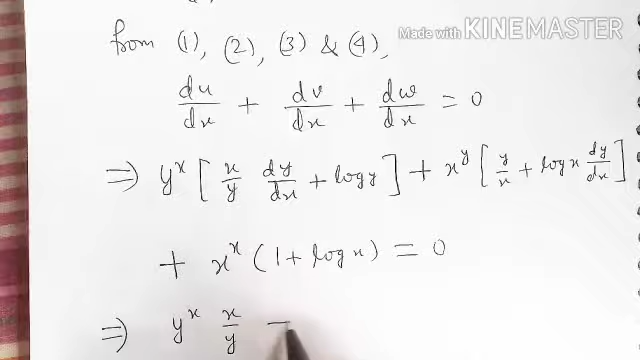 Made with KINEMASTER
from (1), (2), (3) & (4),
du/dx + dv/dx + dw/dx = 0
⇒ y^x [ x/y dy/dx + log y ] + x^y [ y/x + log x dy/dx ]
+ x^x (1 + log x) = 0
⇒ y^x x/y